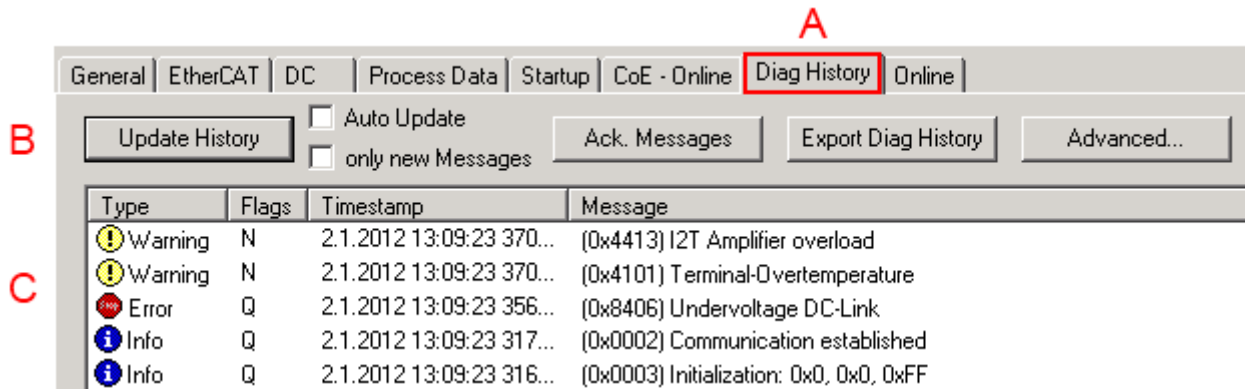 A
General EtherCAT DC Process Data Startup CoE - Online Diag History Online
B
Update History Auto Update Ack. Messages Export Diag History Advanced...
only new Messages
Type Flags Timestamp Message
Warning N 2.1.2012 13:09:23 370... (0x4413) I2T Amplifier overload
Warning N 2.1.2012 13:09:23 370... (0x4101) Terminal-Overtemperature
C
STOP Error Q 2.1.2012 13:09:23 356... (0x8406) Undervoltage DC-Link
Info Q 2.1.2012 13:09:23 317... (0x0002) Communication established
Info Q 2.1.2012 13:09:23 316... (0x0003) Initialization: 0x0, 0x0, 0xFF